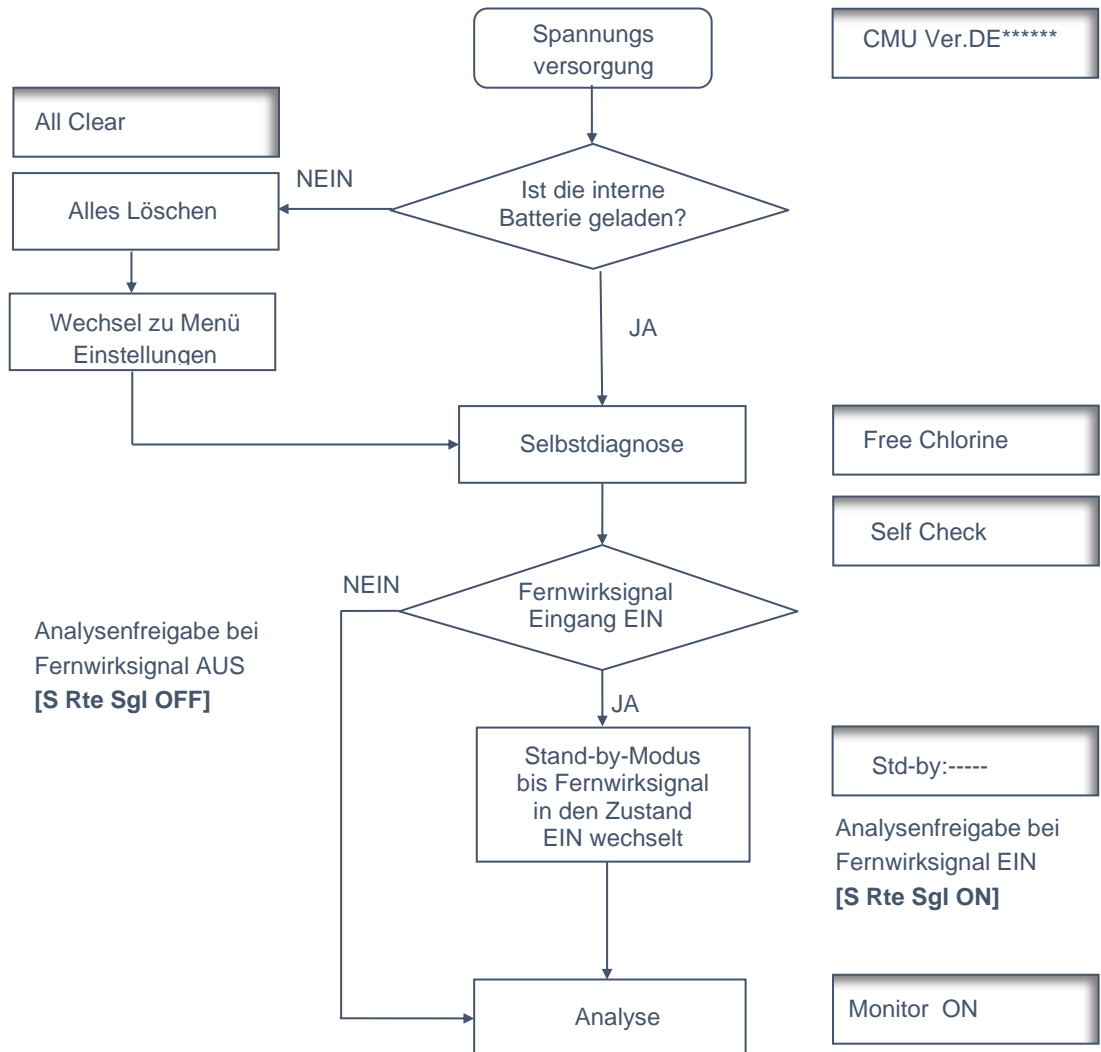 Spannungs
versorgung
CMU Ver.DE******
All Clear
NEIN
Alles Löschen
Ist die interne
Batterie geladen?
Wechsel zu Menü
Einstellungen
JA
Selbstdiagnose
Free Chlorine
Self Check
NEIN
Fernwirksignal
Eingang EIN
Analysenfreigabe bei
Fernwirksignal AUS
[S Rte Sgl OFF]
JA
Stand-by-Modus
bis Fernwirksignal
in den Zustand
EIN wechselt
Std-by:-----
Analysenfreigabe bei
Fernwirksignal EIN
[S Rte Sgl ON]
Analyse
Monitor ON